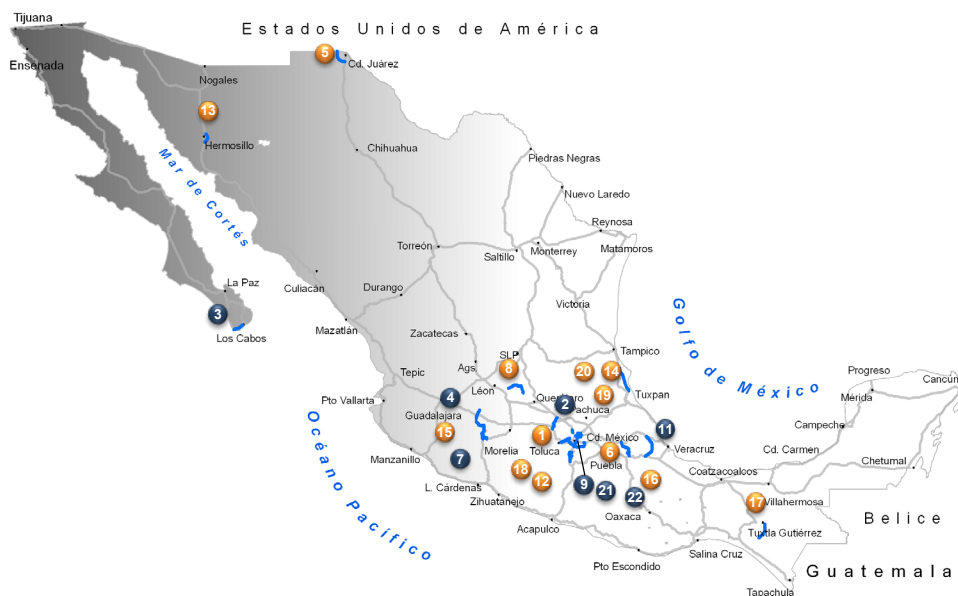 Tijuana
Estados Unidos de América
5
Cd. Juárez
Ensenada
Nogales
13
Hermosillo
Chihuahua
Piedras Negras
Mar de Cortés
Nuevo Laredo
Reynosa
Torreón
Saltillo
Monterrey
Matamoros
La Paz
Culiacán
Durango
3
Los Cabos
Mazatlán
Victoria
Golfo de México
Zacatecas
SLP
Tampico
Ags
8
20
14
Tepic
Progreso
Cancún
Léon
19
Tuxpan
Mérida
Pto Vallarta
4
Querétaro
2
Guadalajara
Pachuca
Campeche
15
1
Cd. México
11
Manzanillo
Morelia
Toluca
6
Veracruz
Cd. Carmen
7
Puebla
Chetumal
18
12
16
Coatzacoalcos
L. Cárdenas
9
21
22
Zihuatanejo
17
Villahermosa
Océano Pacífico
Oaxaca
Belice
Acapulco
Tuxtla Gutiérrez
Salina Cruz
Pto Escondido
Guatemala
Tapachula